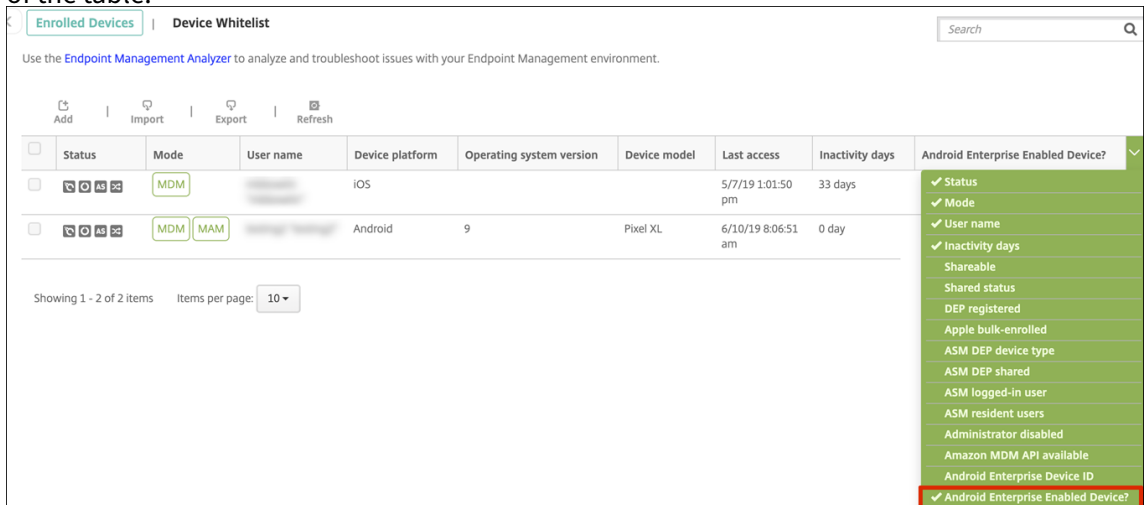 of the table.
Enrolled Devices | Device Whitelist
Search
Use the Endpoint Management Analyzer to analyze and troubleshoot issues with your Endpoint Management environment.
Add | Import | Export | Refresh
Status Mode User name Device platform Operating system version Device model Last access Inactivity days Android Enterprise Enabled Device?
AS MDM iOS 5/7/19 1:01:50 33 days
pm
AS MDM MAM Android 9 Pixel XL 6/10/19 8:06:51 0 day
am
Showing 1 - 2 of 2 items Items per page: 10
Status
Mode
User name
Inactivity days
Shareable
Shared status
DEP registered
Apple bulk-enrolled
ASM DEP device type
ASM DEP shared
ASM logged-in user
ASM resident users
Administrator disabled
Amazon MDM API available
Android Enterprise Device ID
Android Enterprise Enabled Device?